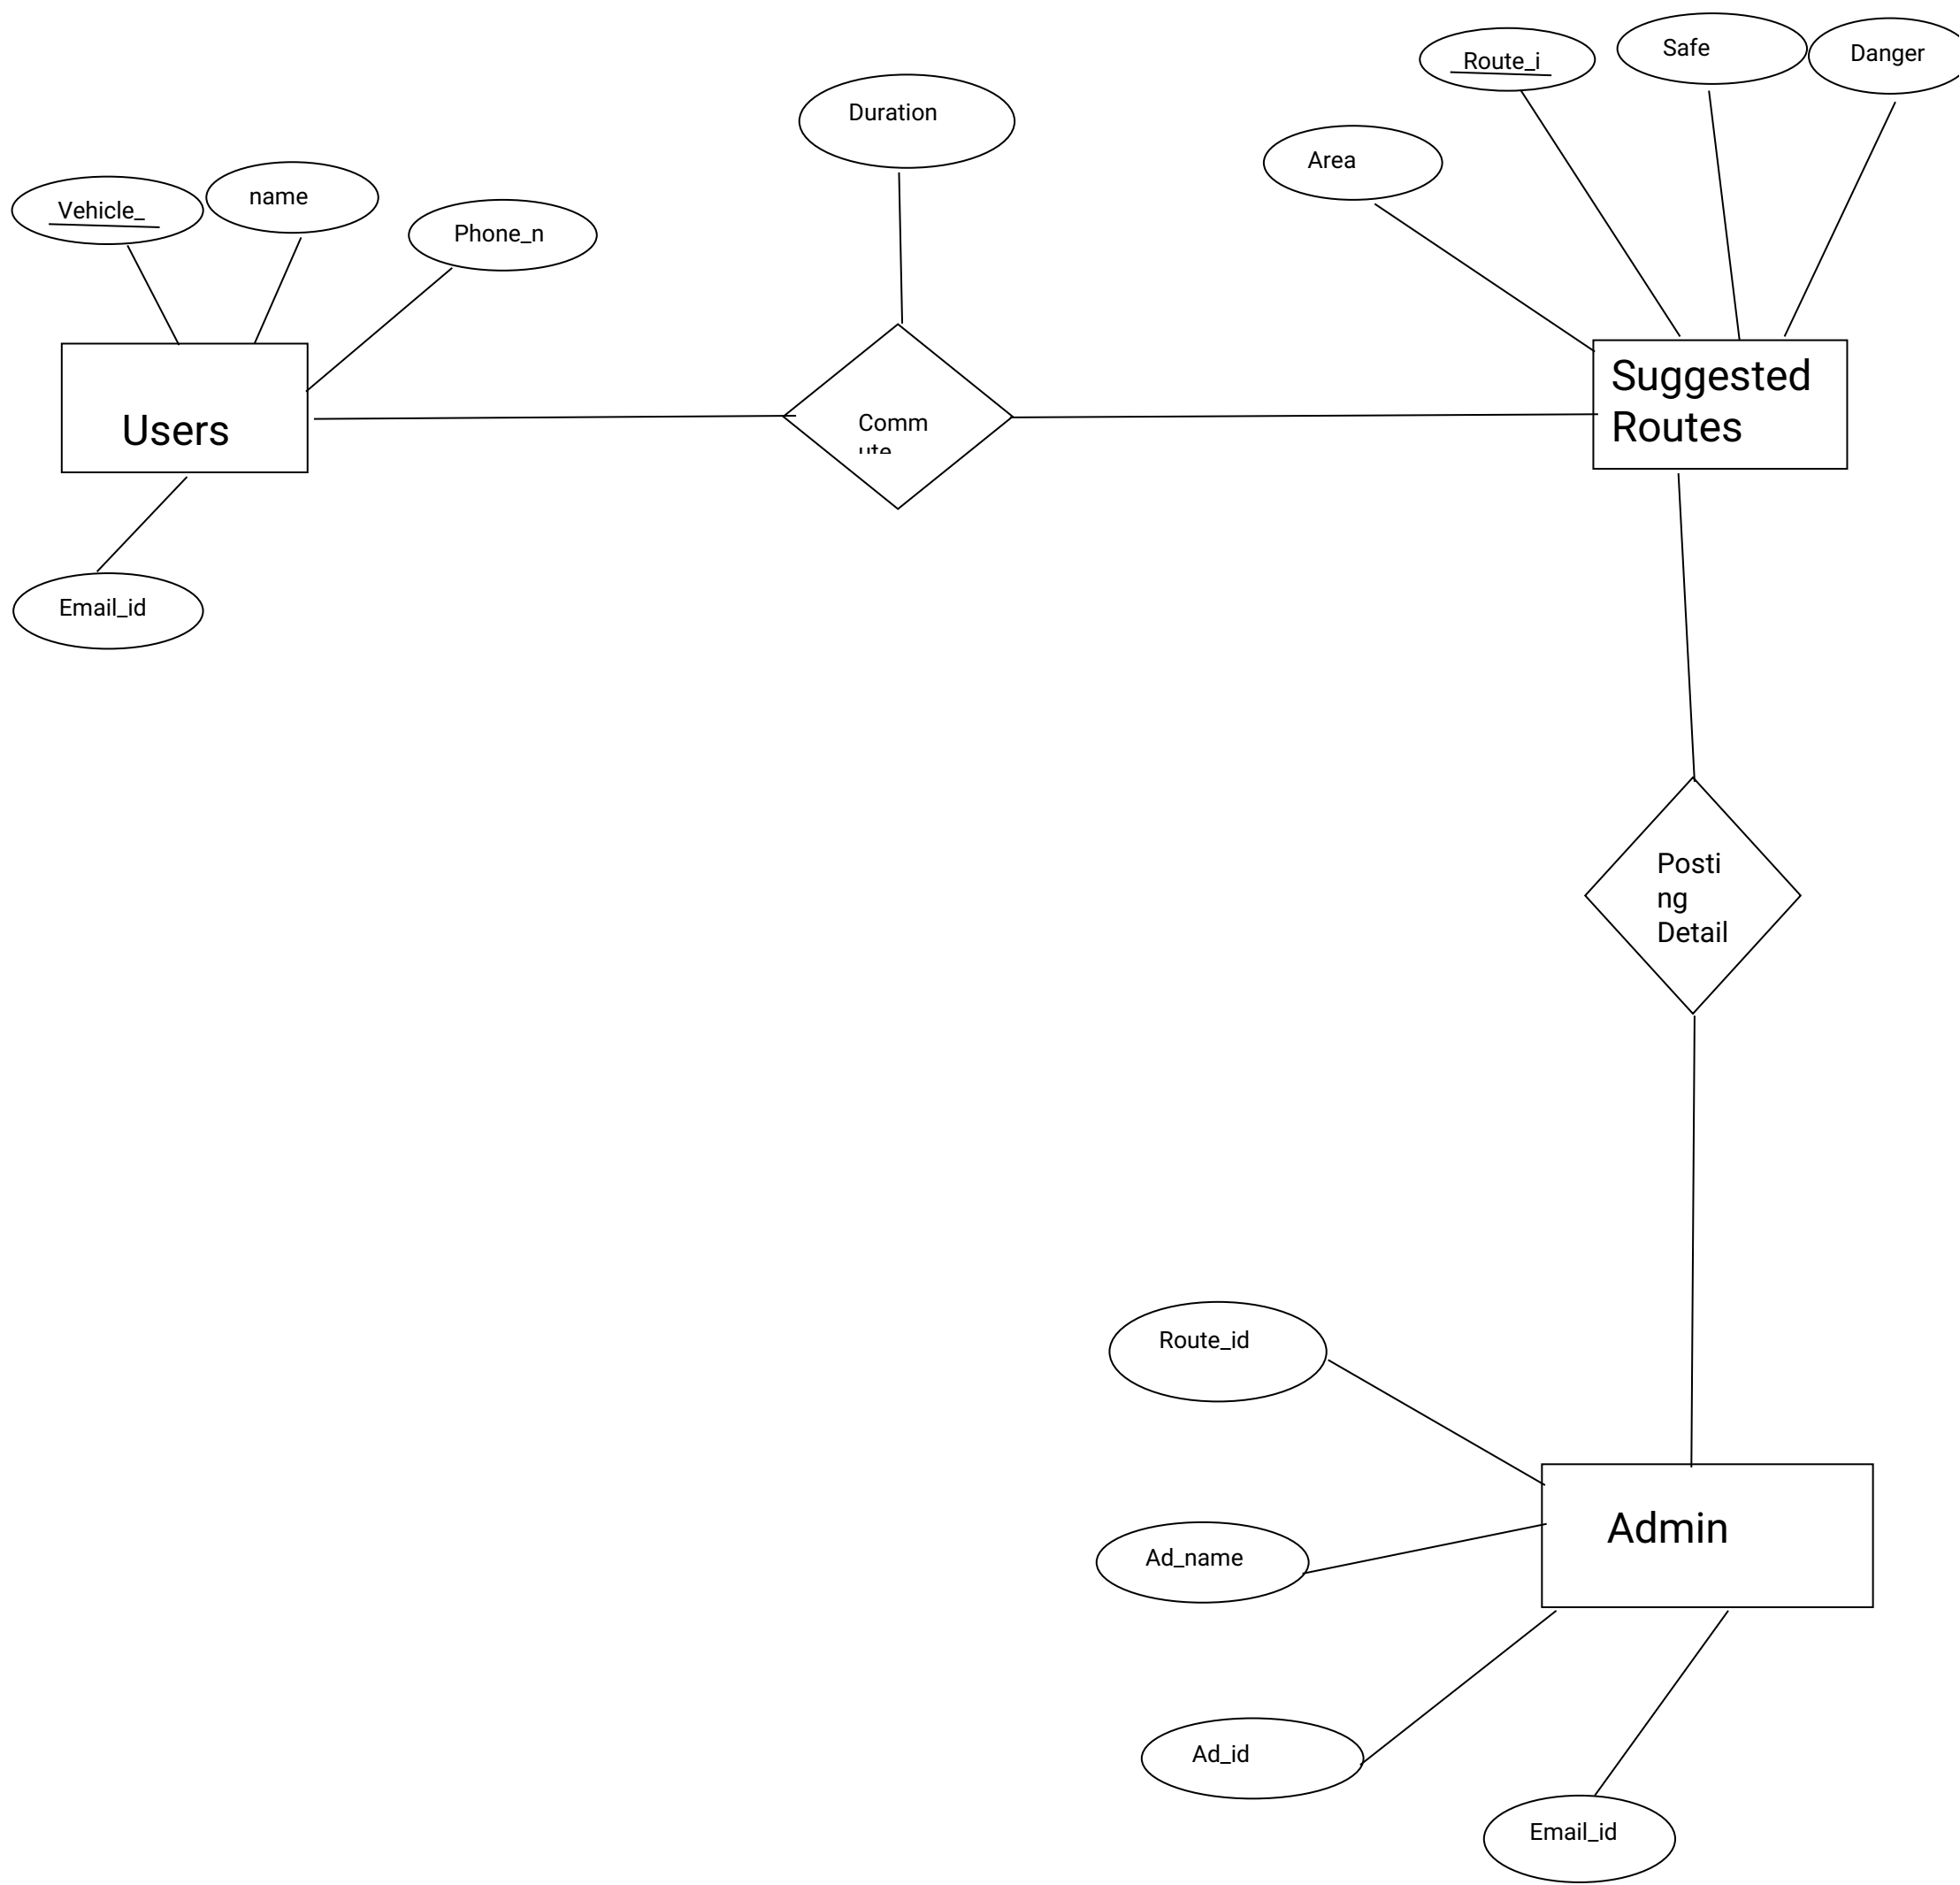 Route_i
Safe
Danger
Duration
Area
Vehicle_
name
Phone_n
Users
Comm
ute
Suggested
Routes
Email_id
Posti
ng
Detail
Route_id
Ad_name
Admin
Ad_id
Email_id